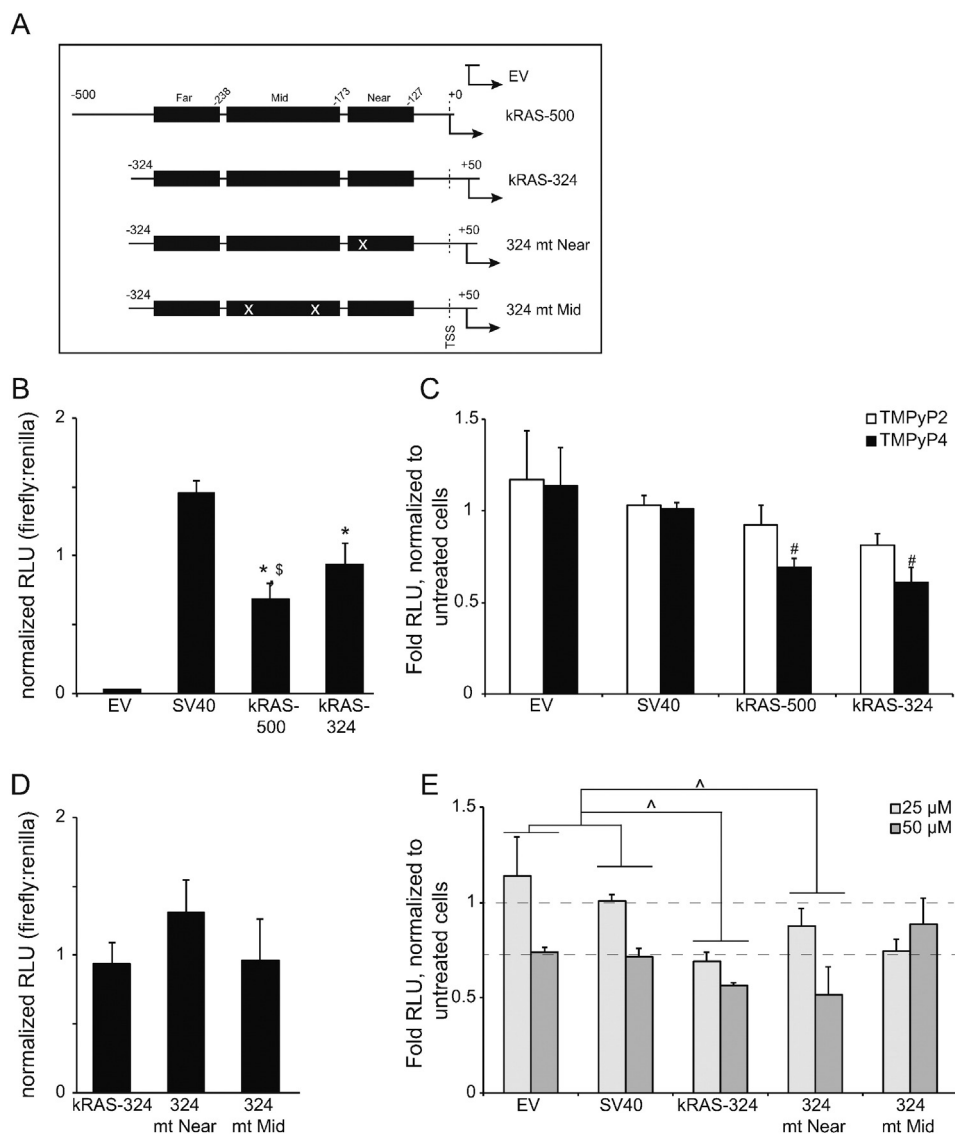 A
EV
-500
Far
-238
Mid
-173
Near
-127
+0
kRAS-500
-324
+50
kRAS-324
-324
X
+50
324 mt Near
-324
X
X
+50
324 mt Mid
TSS
B
normalized RLU (firefly:renilla)
2
1
0
*,$
*
EV
SV40
kRAS-
500
kRAS-
324
C
Fold RLU, normalized to
untreated cells
1.5
1
0.5
0
TMPyP2
TMPyP4
#
#
EV
SV40
kRAS-500
kRAS-324
D
normalized RLU (firefly:renilla)
2
1
0
kRAS-324
324
mt Near
324
mt Mid
E
Fold RLU, normalized to
untreated cells
1.5
1
0.5
0
^
^
25 µM
50 µM
EV
SV40
kRAS-324
324
mt Near
324
mt Mid